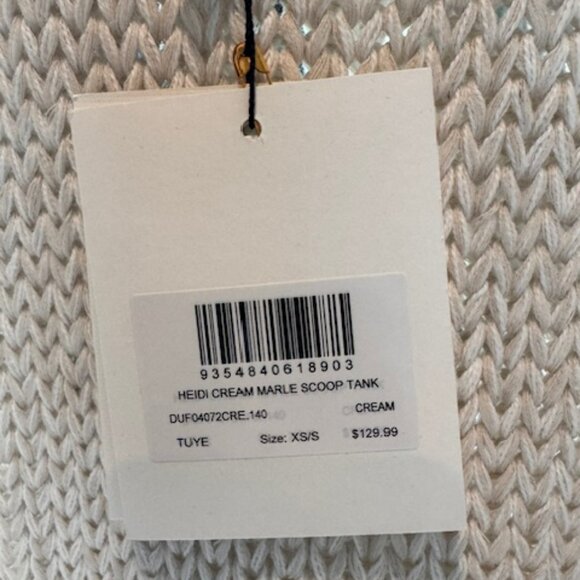 9354840618903
HEIDI CREAM MARLE SCOOP TANK
DUF04072CRE.140 CREAM
TUYE Size: XS/S $129.99